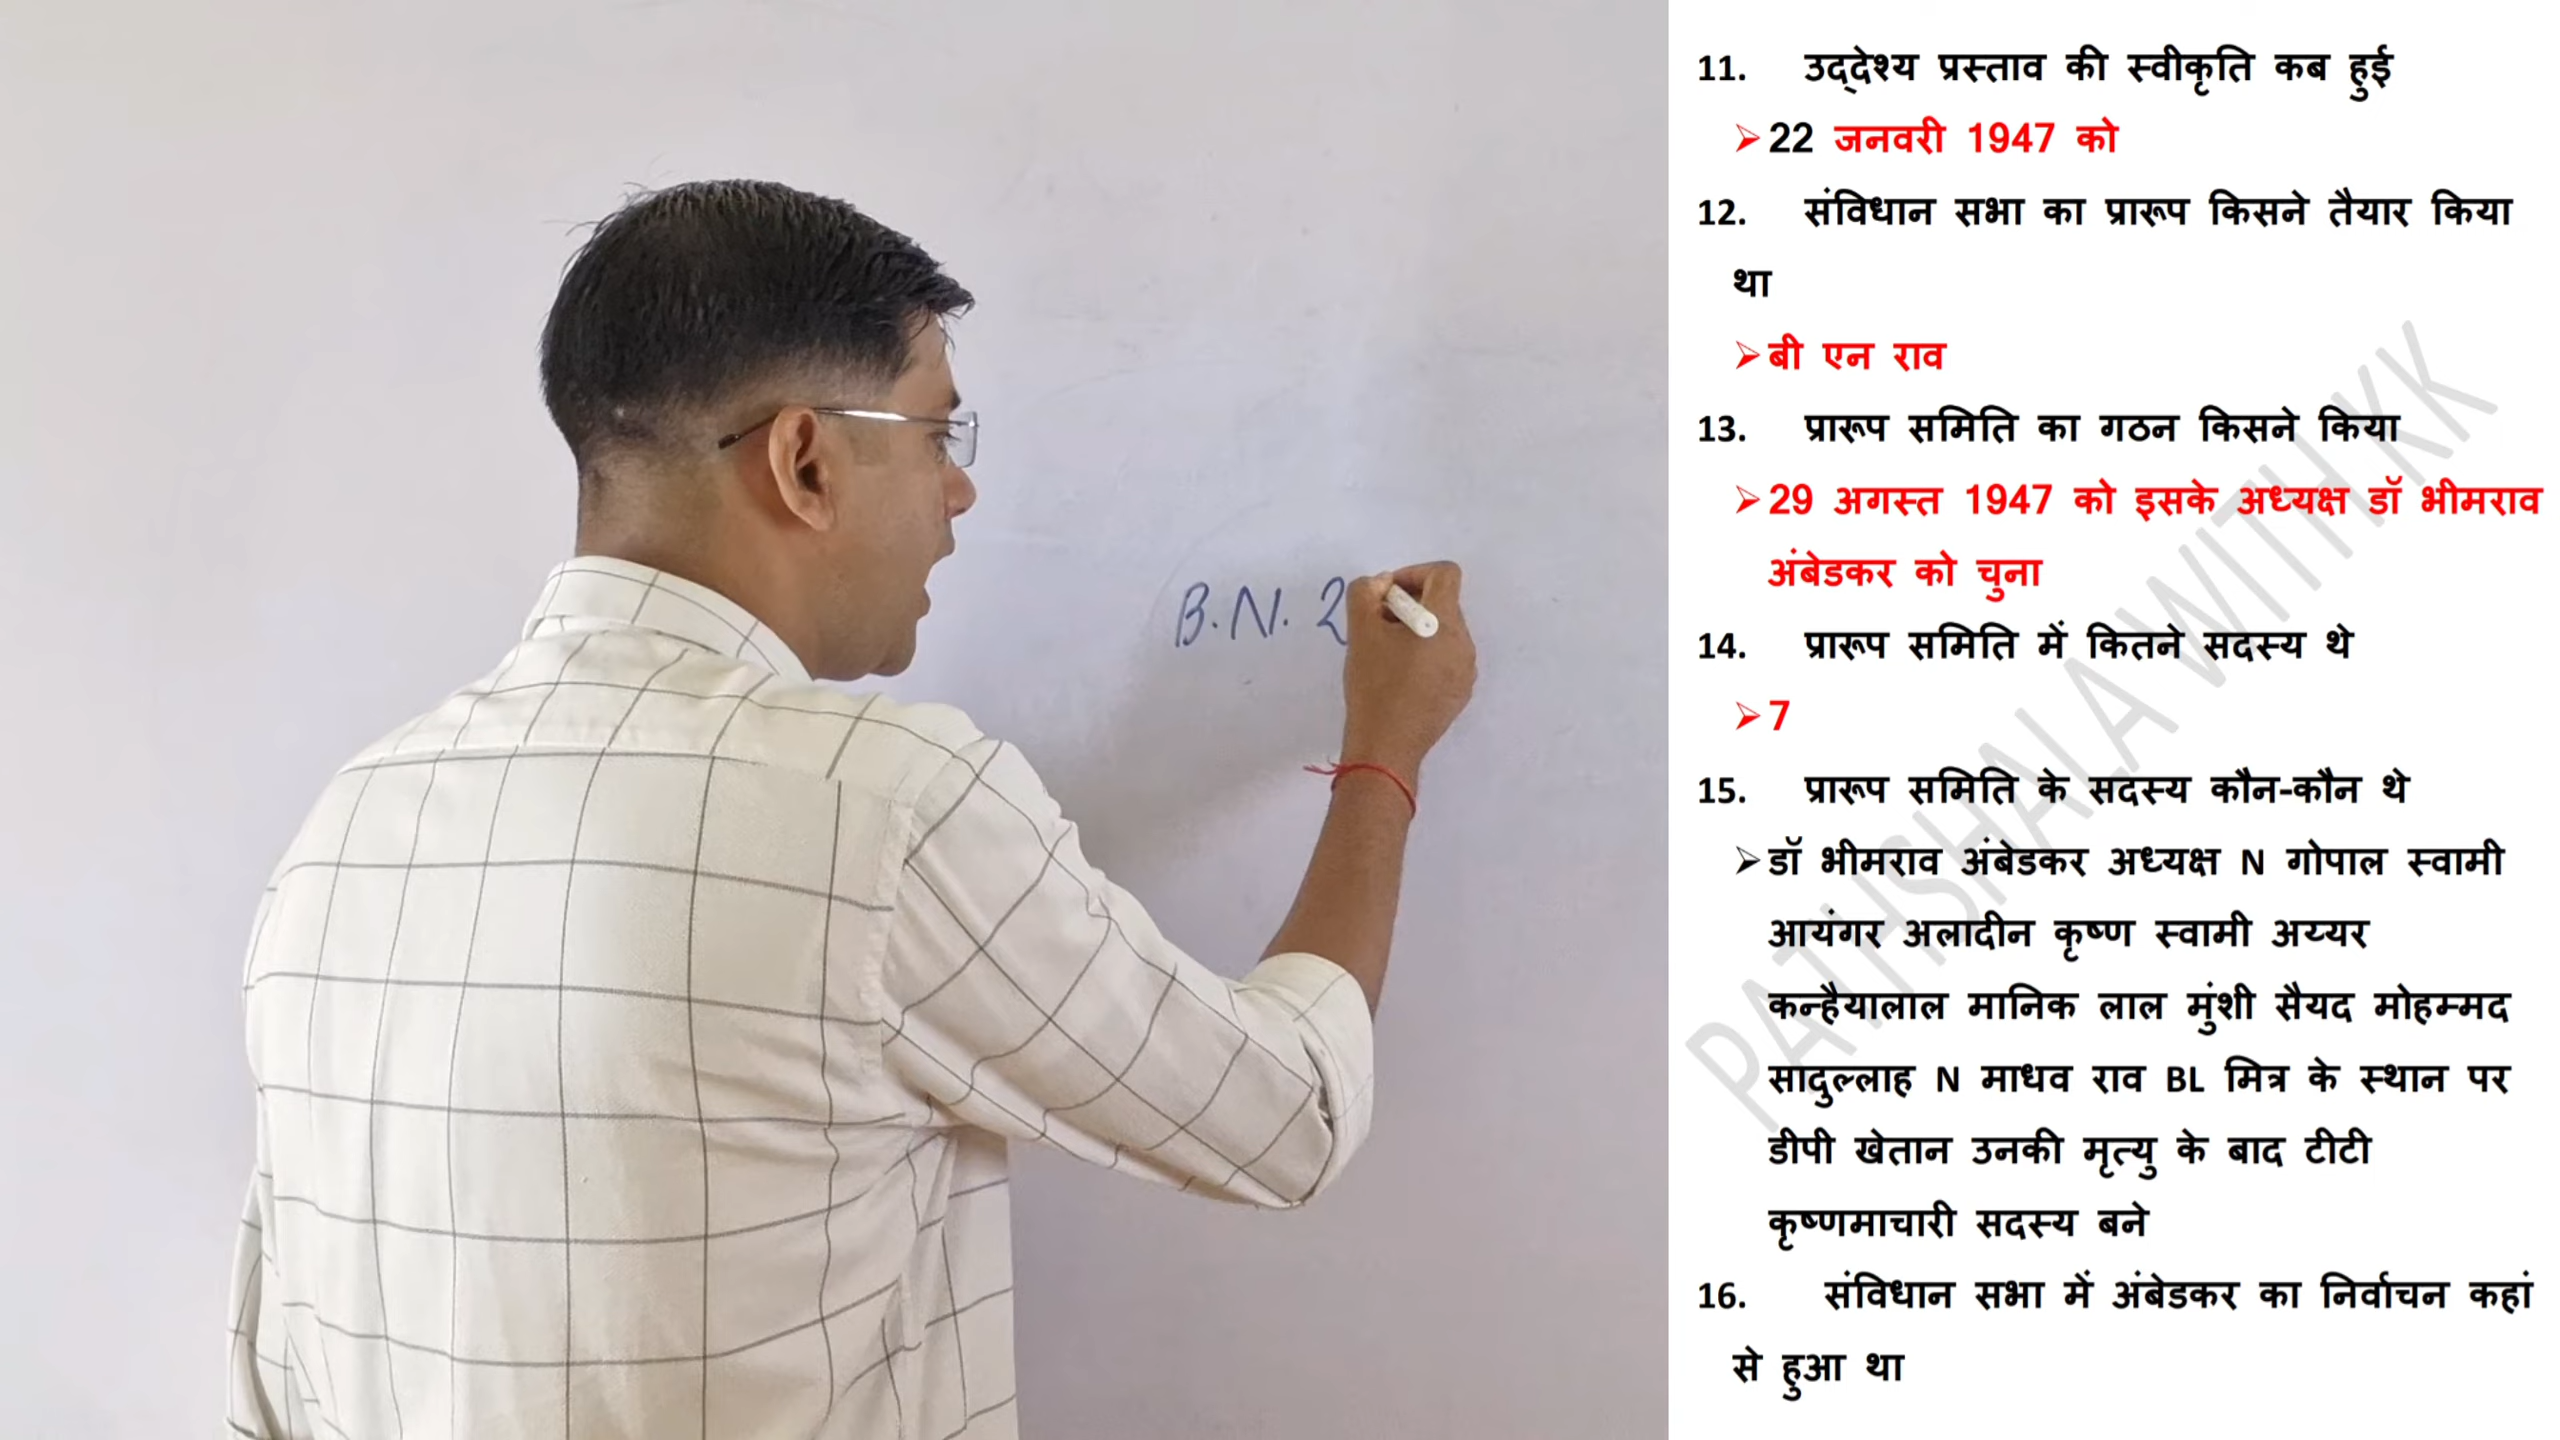 B.N. 2
11. उद्देश्य प्रस्ताव की स्वीकृति कब हुई
➢22 जनवरी 1947 को
12. संविधान सभा का प्रारूप किसने तैयार किया
था
➢बी एन राव
13. प्रारूप समिति का गठन किसने किया
➢29 अगस्त 1947 को इसके अध्यक्ष डॉ भीमराव
अंबेडकर को चुना
14. प्रारूप समिति में कितने सदस्य थे
➢7
15. प्रारूप समिति के सदस्य कौन-कौन थे
➢डॉ भीमराव अंबेडकर अध्यक्ष N गोपाल स्वामी
आयंगर अलादीन कृष्ण स्वामी अय्यर
कन्हैयालाल मानिक लाल मुंशी सैयद मोहम्मद
सादुल्लाह N माधव राव BL मित्र के स्थान पर
डीपी खेतान उनकी मृत्यु के बाद टीटी
कृष्णमाचारी सदस्य बने
16. संविधान सभा में अंबेडकर का निर्वाचन कहां
से हुआ था
PATHSHALA WITH KK